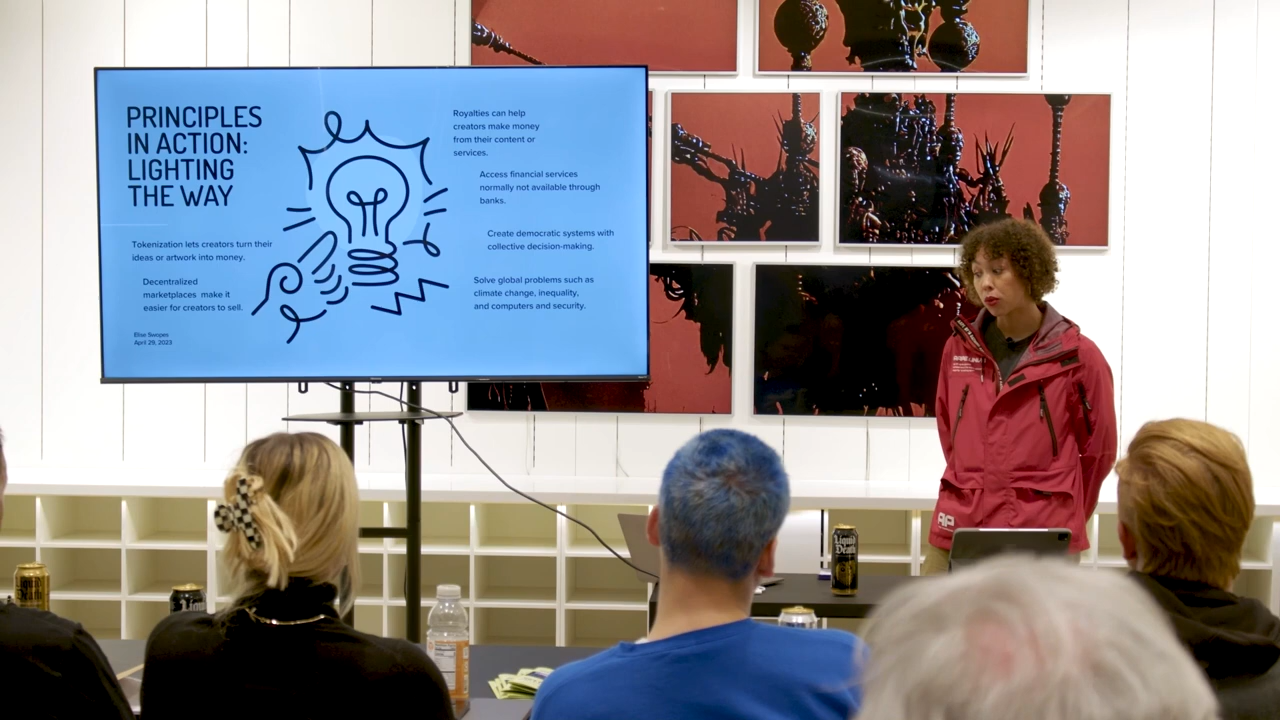 PRINCIPLES
IN ACTION:
LIGHTING
THE WAY
Tokenization lets creators turn their
ideas or artwork into money.
Decentralized
marketplaces make it
easier for creators to sell.
Elise Swopes
April 29, 2023
Royalties can help
creators make money
from their content or
services.
Access financial services
normally not available through
banks.
Create democratic systems with
collective decision-making.
Solve global problems such as
climate change, inequality,
and computers and security.
Liquid
Death